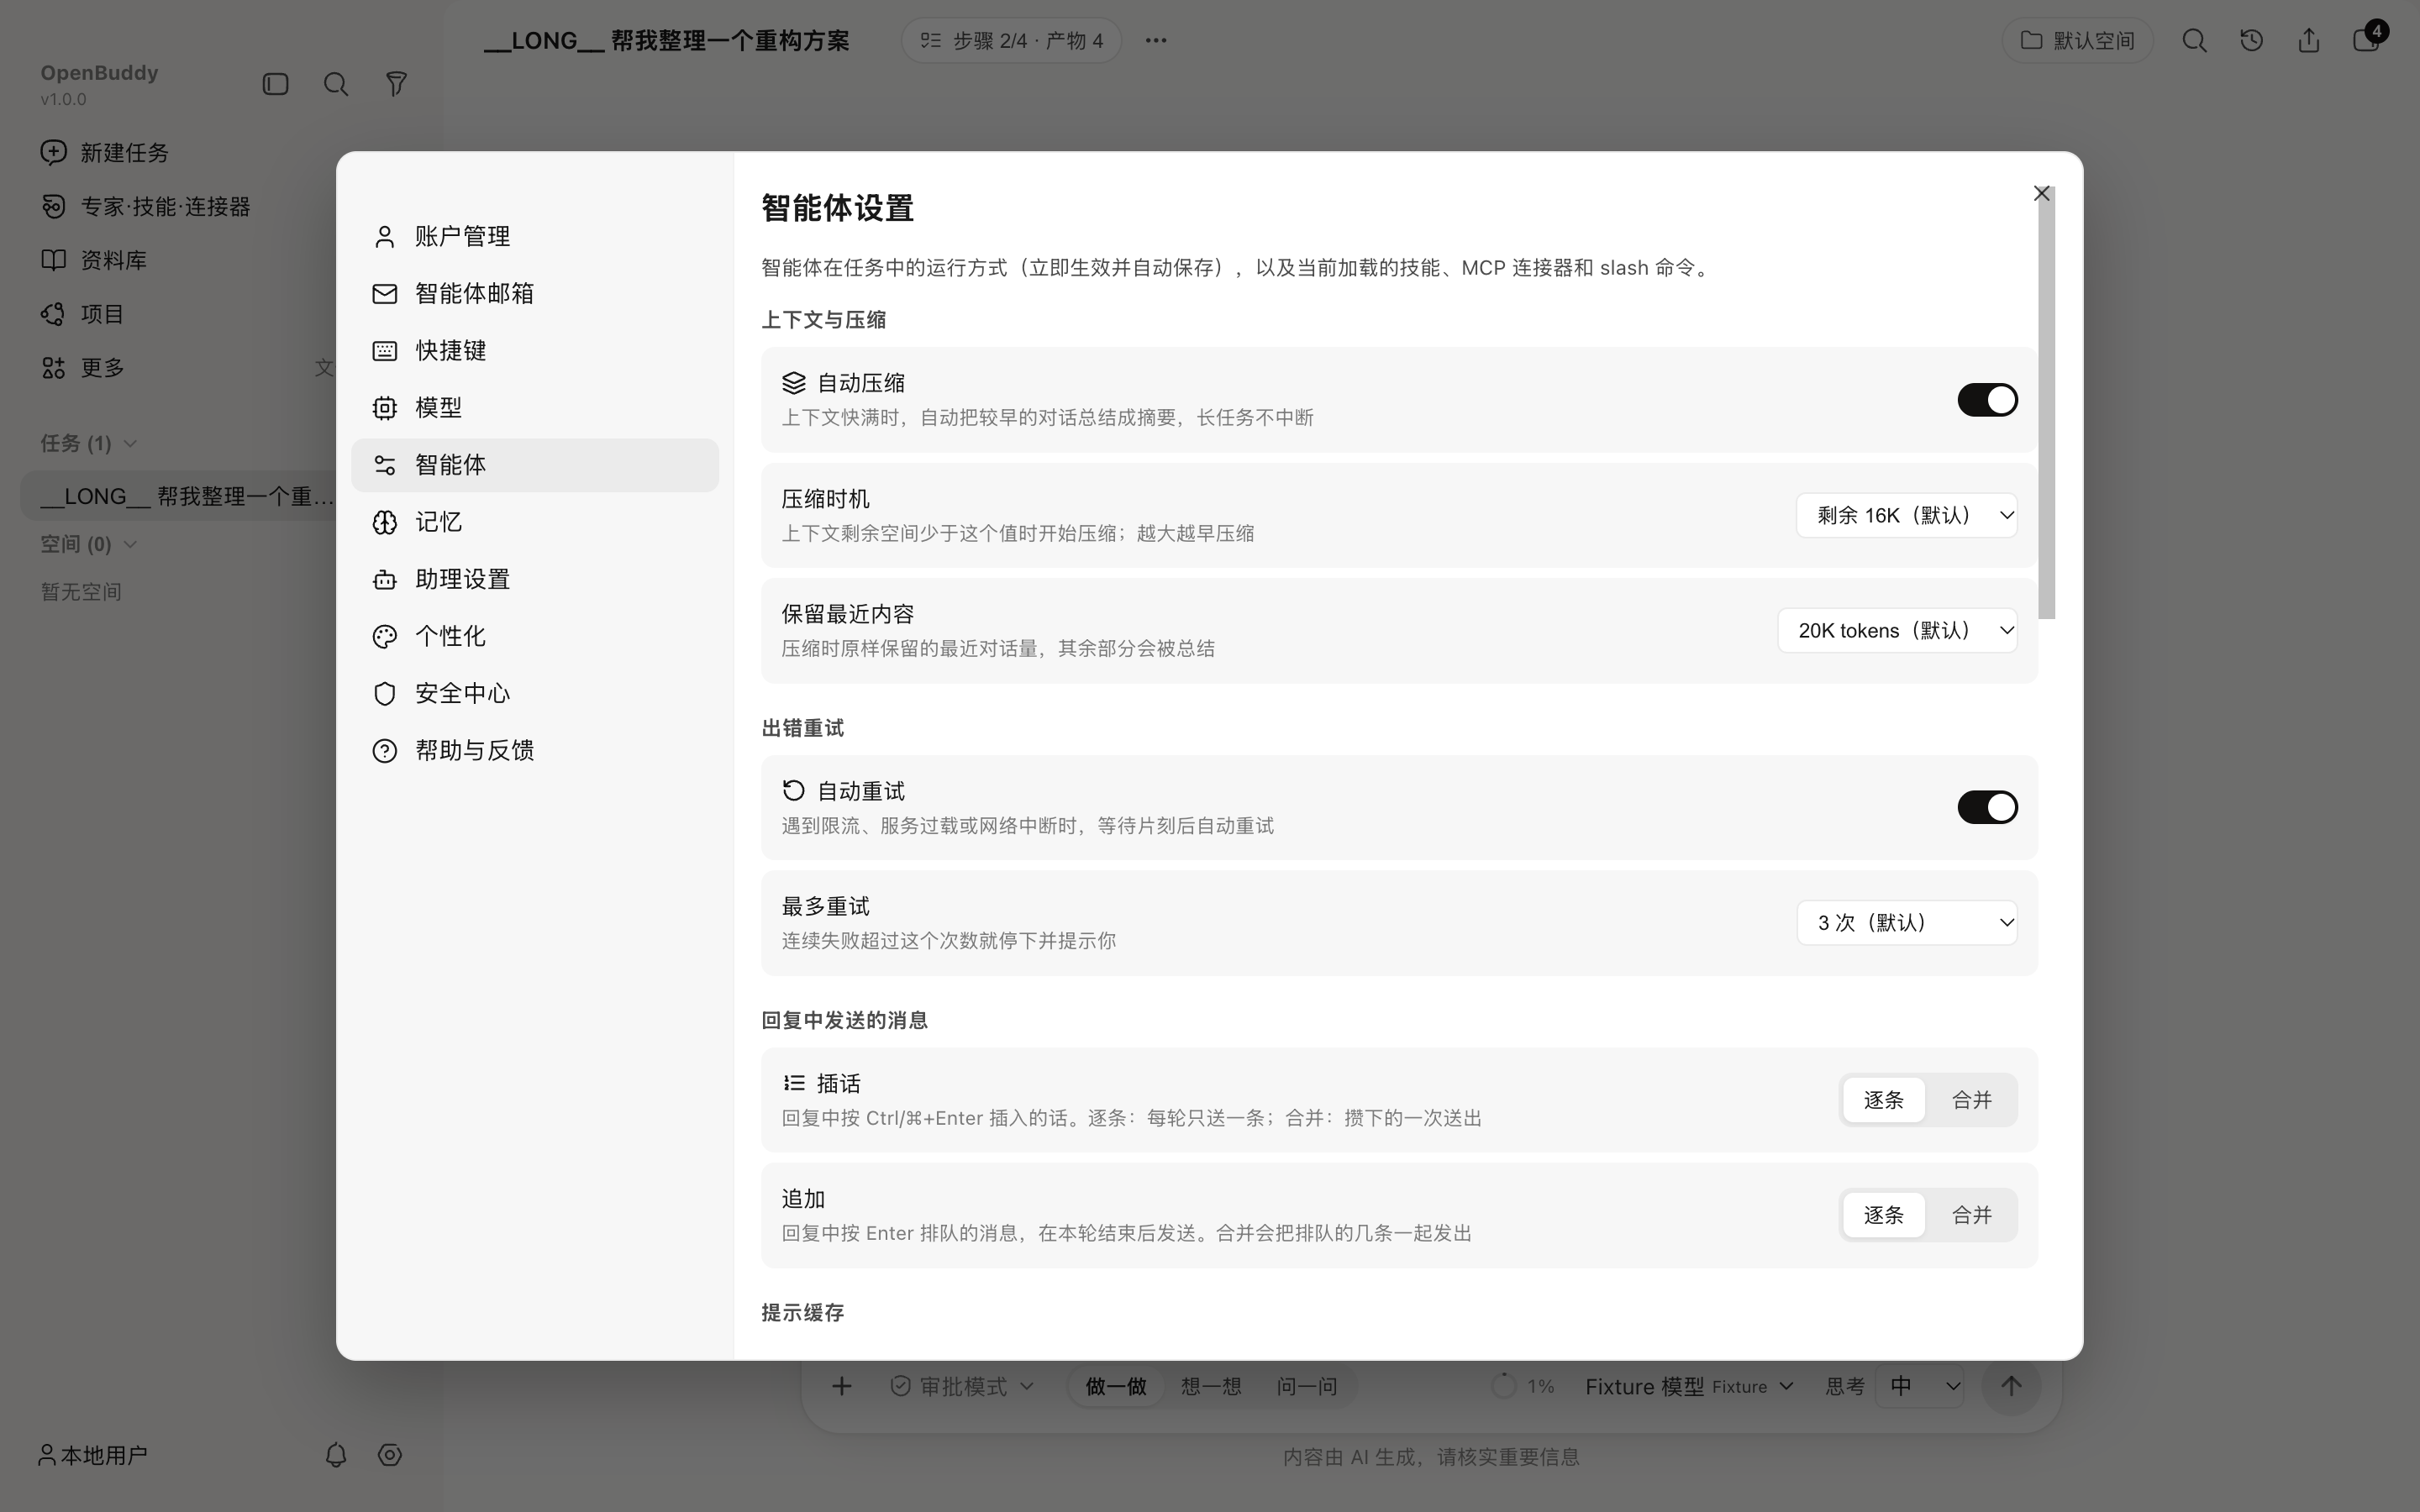 OpenBuddy
v1.0.0
新建任务
专家·技能·连接器
资料库
项目
更多
文
任务 (1)
__LONG__ 帮我整理一个重…
空间 (0)
暂无空间
本地用户
__LONG__ 帮我整理一个重构方案
步骤 2/4 · 产物 4
默认空间
4
账户管理
智能体邮箱
快捷键
模型
智能体
记忆
助理设置
个性化
安全中心
帮助与反馈
智能体设置
智能体在任务中的运行方式（立即生效并自动保存），以及当前加载的技能、MCP 连接器和 slash 命令。
上下文与压缩
自动压缩
上下文快满时，自动把较早的对话总结成摘要，长任务不中断
压缩时机
上下文剩余空间少于这个值时开始压缩；越大越早压缩
剩余 16K（默认）
保留最近内容
压缩时原样保留的最近对话量，其余部分会被总结
20K tokens（默认）
出错重试
自动重试
遇到限流、服务过载或网络中断时，等待片刻后自动重试
最多重试
连续失败超过这个次数就停下并提示你
3 次（默认）
回复中发送的消息
插话
回复中按 Ctrl/⌘+Enter 插入的话。逐条：每轮只送一条；合并：攒下的一次送出
逐条 合并
追加
回复中按 Enter 排队的消息，在本轮结束后发送。合并会把排队的几条一起发出
逐条 合并
提示缓存
审批模式 做一做 想一想 问一问 1% Fixture 模型 Fixture 思考 中
内容由 AI 生成，请核实重要信息